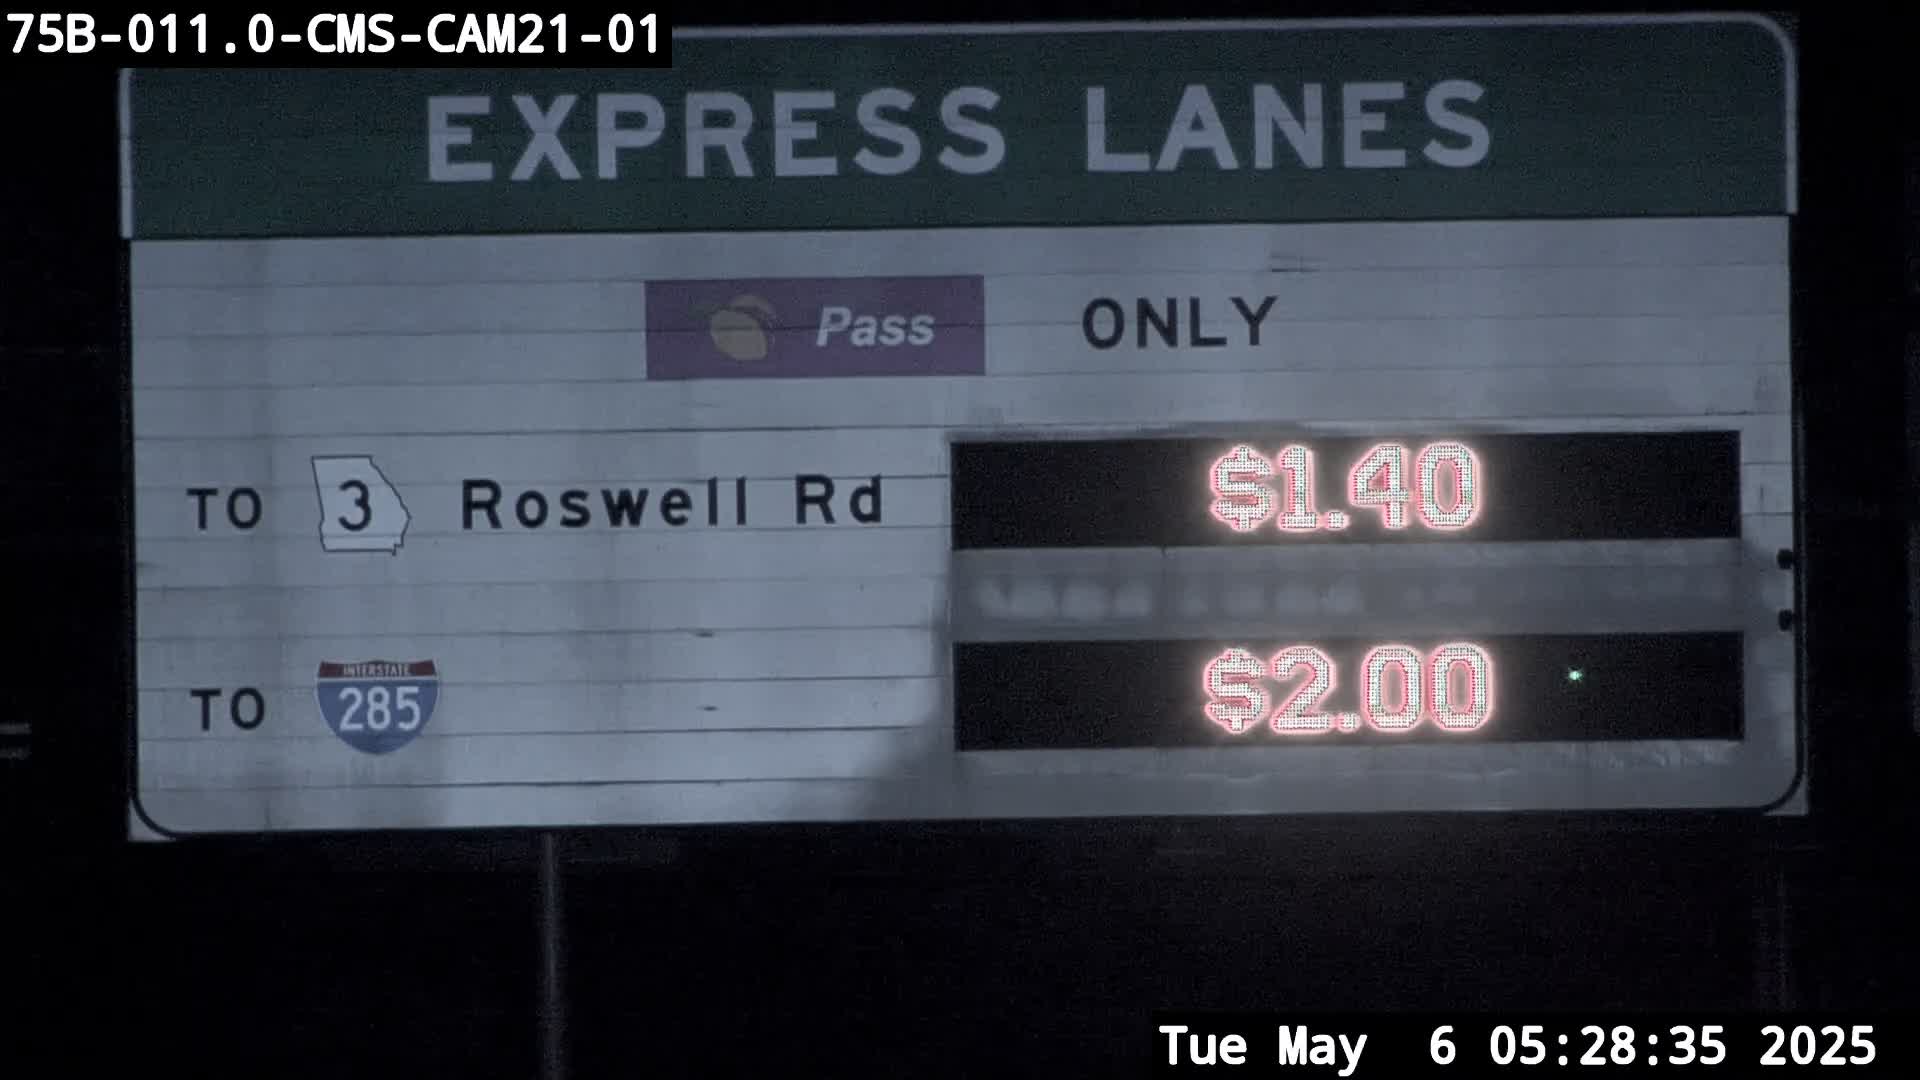 75B-011.0-CMS-CAM21-01
EXPRESS LANES
Pass ONLY
TO 3 Roswell Rd $1.40
INTERSTATE
TO 285 $2.00
Tue May 6 05:28:35 2025